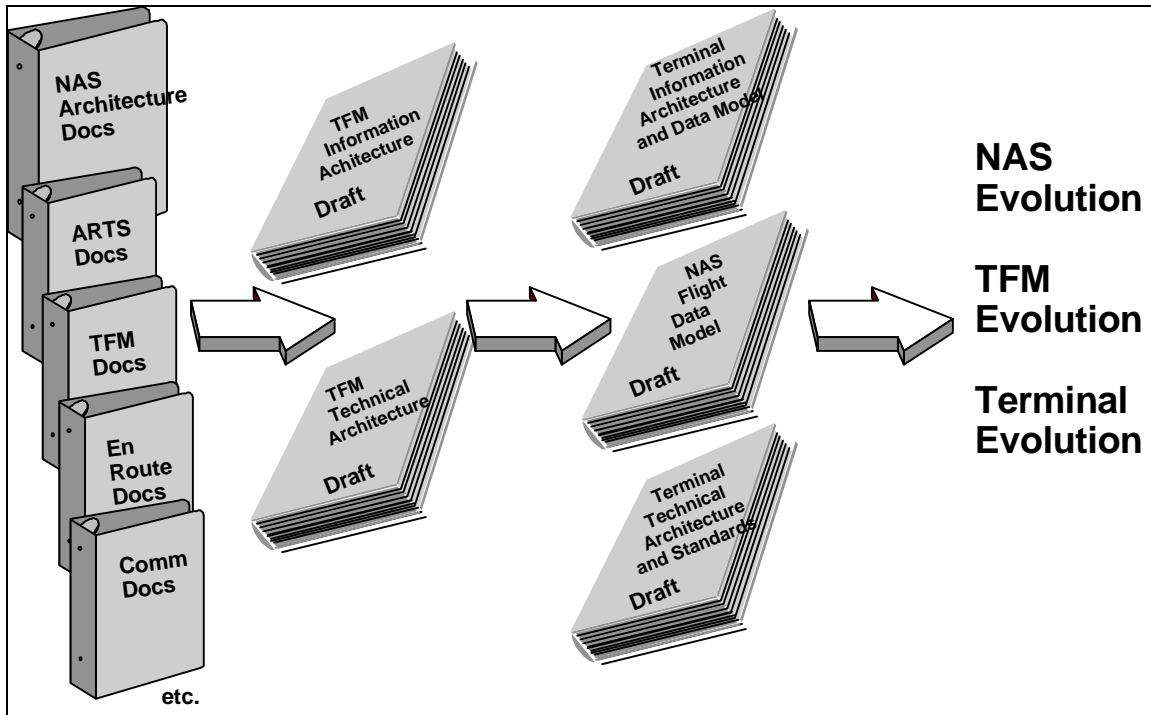 NAS
Architecture
Docs
ARTS
Docs
TFM
Docs
En
Route
Docs
Comm
Docs
etc.
TFM
Information
Achitecture
Draft
TFM
Technical
Architecture
Draft
Terminal
Information
Architecture
and Data Model
Draft
NAS
Flight
Data
Model
Draft
Terminal
Technical
Architecture
and Standards
Draft
NAS
Evolution
TFM
Evolution
Terminal
Evolution